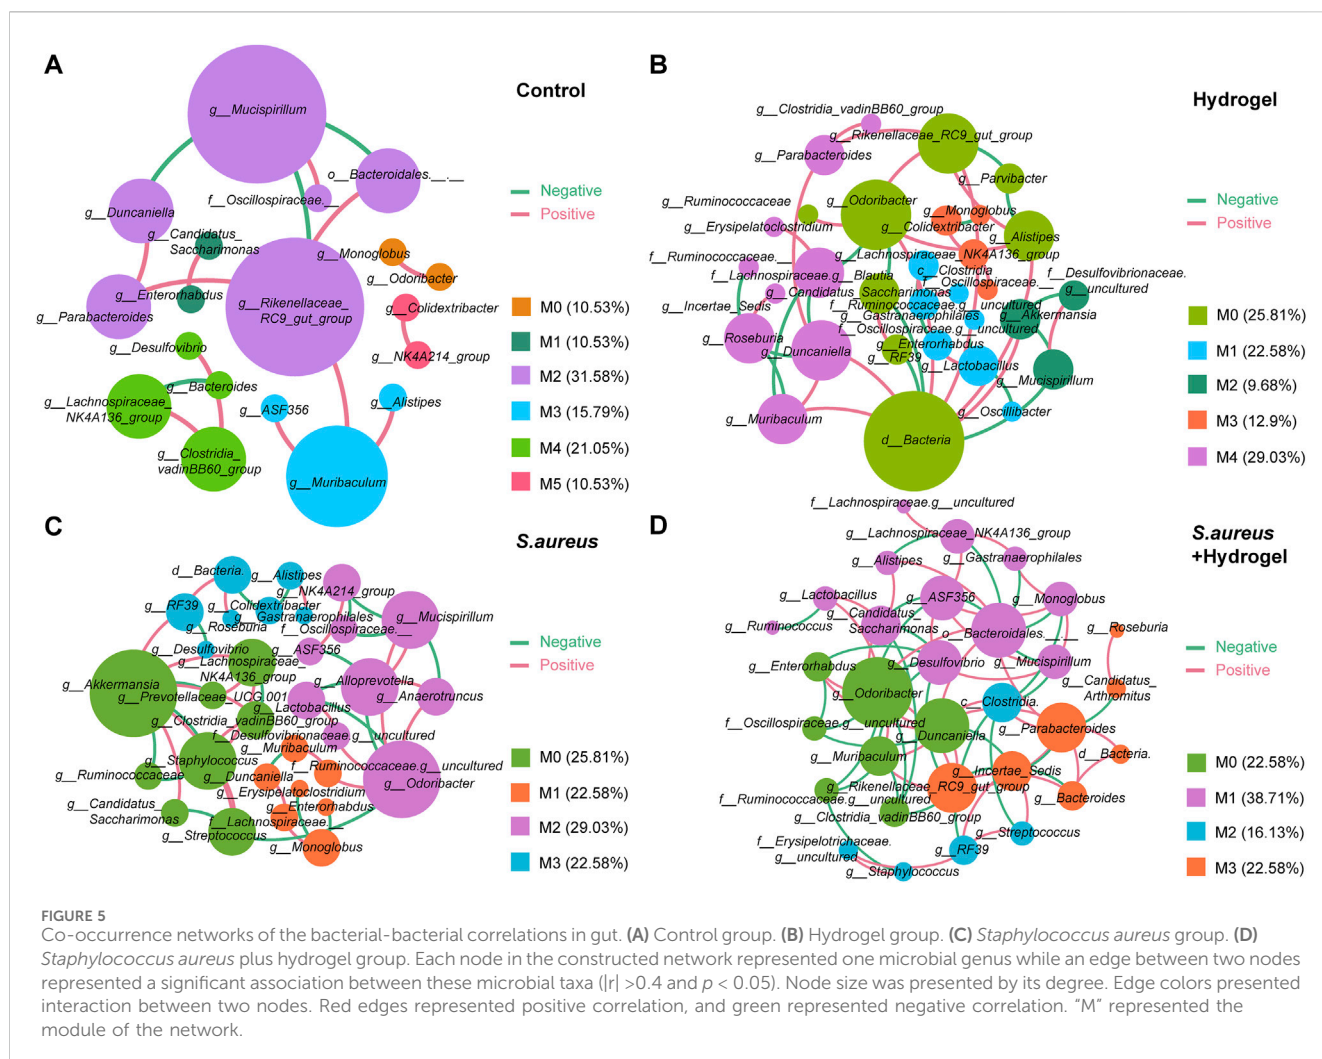 A
Control
g__Mucispirillum
o__Bacteroidales.__.__
f__Oscillospiraceae.__
g__Duncaniella
g__Candidatus_
Saccharimonas
g__Monoglobus
g__Odoribacter
g__Enterorhabdus
g__Parabacteroides
g__Rikenellaceae_
RC9_gut_group
g__Colidextribacter
g__NK4A214_group
g__Desulfovibrio
g__Bacteroides
g__Lachnospiraceae_
NK4A136_group
g__Clostridia_
vadinBB60_group
g__ASF356
g__Alistipes
g__Muribaculum
Negative
Positive
M0 (10.53%)
M1 (10.53%)
M2 (31.58%)
M3 (15.79%)
M4 (21.05%)
M5 (10.53%)
B
Hydrogel
g__Clostridia_vadinBB60_group
g__Rikenellaceae_RC9_gut_group
g__Parabacteroides
g__Parvibacter
g__Ruminococcaceae
g__Odoribacter
g__Monoglobus
g__Erysipelatoclostridium
g__Colidextribacter
g__Alistipes
f__Ruminococcaceae.__
g__Lachnospiraceae_NK4A136_group
f__Lachnospiraceae.g__Blautia
c__Clostridia
f__Desulfovibrionaceae.
g__uncultured
Oscillospiraceae.__
g__Candidatus_Saccharimonas
g__Incertae_Sedis
f__Ruminococcaceae.g__uncultured
g__Gastranaerophilales
g__Akkermansia
f__Oscillospiraceae.g__uncultured
g__Roseburia
g__Enterorhabdus
g__Duncaniella
g__RF39
g__Lactobacillus
g__Mucispirillum
g__Muribaculum
g__Oscillibacter
d__Bacteria
Negative
Positive
M0 (25.81%)
M1 (22.58%)
M2 (9.68%)
M3 (12.9%)
M4 (29.03%)
C
S.aureus
d__Bacteria.
g__Alistipes
g__NK4A214_group
g__RF39
g__Colidextribacter
g__Gastranaerophilales
g__Mucispirillum
g__Roseburia
f__Oscillospiraceae.__
g__Desulfovibrio
g__ASF356
g__Lachnospiraceae_
NK4A136_group
g__Akkermansia
g__Alloprevotella
g__Prevotellaceae_UCG_001
g__Anaerotruncus
g__Lactobacillus
g__Clostridia_vadinBB60_group
f__Desulfovibrionaceae.g__uncultured
g__Muribaculum
g__Staphylococcus
f__Ruminococcaceae.g__uncultured
g__Ruminococcaceae
g__Duncaniella
g__Odoribacter
g__Erysipelatoclostridium
g__Candidatus_
Saccharimonas
g__Enterorhabdus
f__Lachnospiraceae.__
g__Streptococcus
g__Monoglobus
Negative
Positive
M0 (25.81%)
M1 (22.58%)
M2 (29.03%)
M3 (22.58%)
D
S.aureus
+Hydrogel
f__Lachnospiraceae.g__uncultured
g__Lachnospiraceae_NK4A136_group
g__Alistipes
g__Gastranaerophilales
g__Lactobacillus
g__ASF356
g__Monoglobus
g__Candidatus_
Saccharimonas
g__Ruminococcus
o__Bacteroidales.__.__
g__Roseburia
g__Enterorhabdus
g__Desulfovibrio
g__Mucispirillum
g__Candidatus_
Arthromitus
g__Odoribacter
c__Clostridia.
f__Oscillospiraceae.g__uncultured
g__Duncaniella
g__Parabacteroides
g__Muribaculum
d__Bacteria.
g__Incertae_Sedis
g__Rikenellaceae_RC9_gut_group
f__Ruminococcaceae.g__uncultured
g__Bacteroides
g__Clostridia_vadinBB60_group
g__Streptococcus
f__Erysipelotrichaceae.
g__uncultured
g__RF39
g__Staphylococcus
Negative
Positive
M0 (22.58%)
M1 (38.71%)
M2 (16.13%)
M3 (22.58%)
FIGURE 5
Co-occurrence networks of the bacterial-bacterial correlations in gut. (A) Control group. (B) Hydrogel group. (C) Staphylococcus aureus group. (D)
Staphylococcus aureus plus hydrogel group. Each node in the constructed network represented one microbial genus while an edge between two nodes
represented a significant association between these microbial taxa (|r| >0.4 and p < 0.05). Node size was presented by its degree. Edge colors presented
interaction between two nodes. Red edges represented positive correlation, and green represented negative correlation. "M" represented the
module of the network.